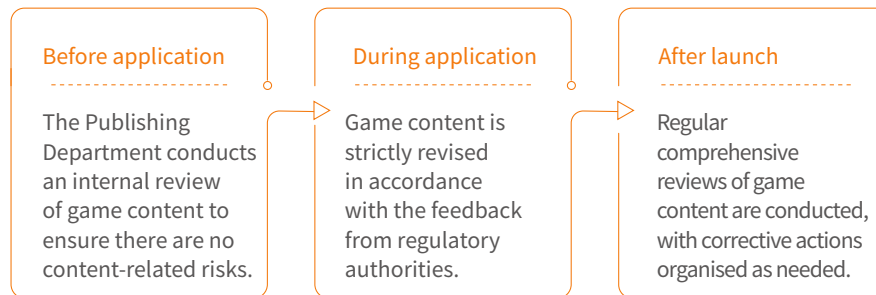 Before application
The Publishing
Department conducts
an internal review
of game content to
ensure there are no
content-related risks.
During application
Game content is
strictly revised
in accordance
with the feedback
from regulatory
authorities.
After launch
Regular
comprehensive
reviews of game
content are conducted,
with corrective actions
organised as needed.